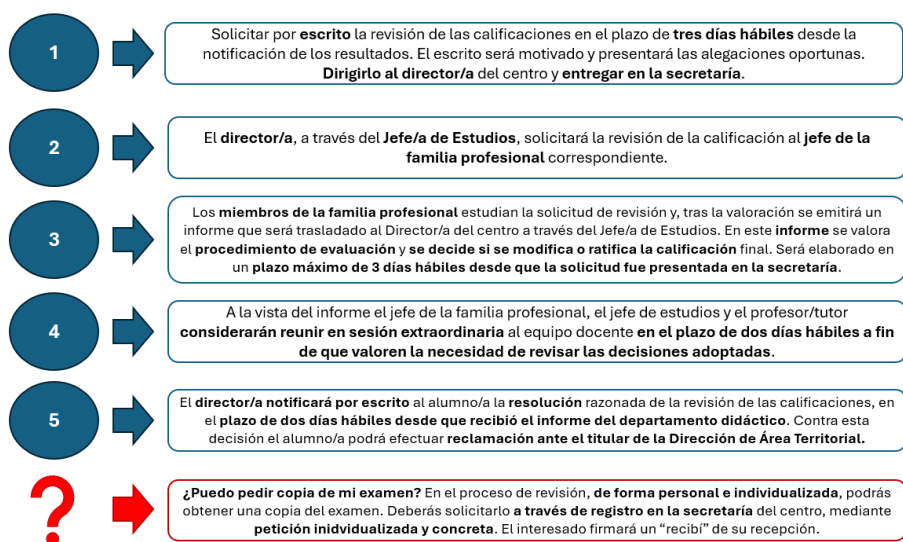 1
Solicitar por escrito la revisión de las calificaciones en el plazo de tres días hábiles desde la
notificación de los resultados. El escrito será motivado y presentará las alegaciones oportunas.
Dirigirlo al director/a del centro y entregar en la secretaría.
2
El director/a, a través del Jefe/a de Estudios, solicitará la revisión de la calificación al jefe de la
familia profesional correspondiente.
3
Los miembros de la familia profesional estudian la solicitud de revisión y, tras la valoración se emitirá un
informe que será trasladado al Director/a del centro a través del Jefe/a de Estudios. En este informe se valora
el procedimiento de evaluación y se decide si se modifica o ratifica la calificación final. Será elaborado en
un plazo máximo de 3 días hábiles desde que la solicitud fue presentada en la secretaría.
4
A la vista del informe el jefe de la familia profesional, el jefe de estudios y el profesor/tutor
considerarán reunir en sesión extraordinaria al equipo docente en el plazo de dos días hábiles a fin
de que valoren la necesidad de revisar las decisiones adoptadas.
5
El director/a notificará por escrito al alumno/a la resolución razonada de la revisión de las calificaciones, en
el plazo de dos días hábiles desde que recibió el informe del departamento didáctico. Contra esta
decisión el alumno/a podrá efectuar reclamación ante el titular de la Dirección de Área Territorial.
?
¿Puedo pedir copia de mi examen? En el proceso de revisión, de forma personal e individualizada, podrás
obtener una copia del examen. Deberás solicitarlo a través de registro en la secretaría del centro, mediante
petición inidvidualizada y concreta. El interesado firmará un “recibí” de su recepción.